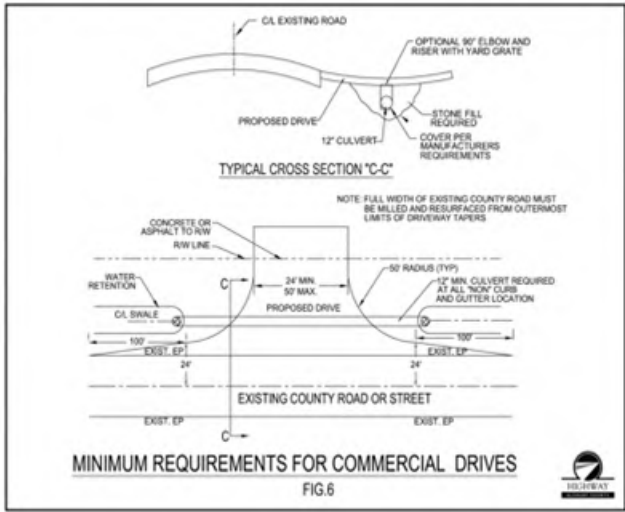 C/L EXISTING ROAD
OPTIONAL 90° ELBOW AND
RISER WITH YARD GRATE
PROPOSED DRIVE
STONE FILL
REQUIRED
12" CULVERT
COVER PER
MANUFACTURERS
REQUIREMENTS
TYPICAL CROSS SECTION "C-C"
NOTE: FULL WIDTH OF EXISTING COUNTY ROAD MUST
BE MILLED AND RESURFACED FROM OUTERMOST
LIMITS OF DRIVEWAY TAPERS
CONCRETE OR
ASPHALT TO R/W
R/W LINE
50' RADIUS (TYP)
WATER
RETENTION
C
24' MIN.
50' MAX.
12" MIN. CULVERT REQUIRED
AT ALL "NON" CURB
AND GUTTER LOCATION
PROPOSED DRIVE
C/L SWALE
100'
100'
EXIST. EP
EXIST. EP
24'
24'
EXISTING COUNTY ROAD OR STREET
EXIST. EP
EXIST. EP
C
MINIMUM REQUIREMENTS FOR COMMERCIAL DRIVES
FIG.6
HIGHWAY